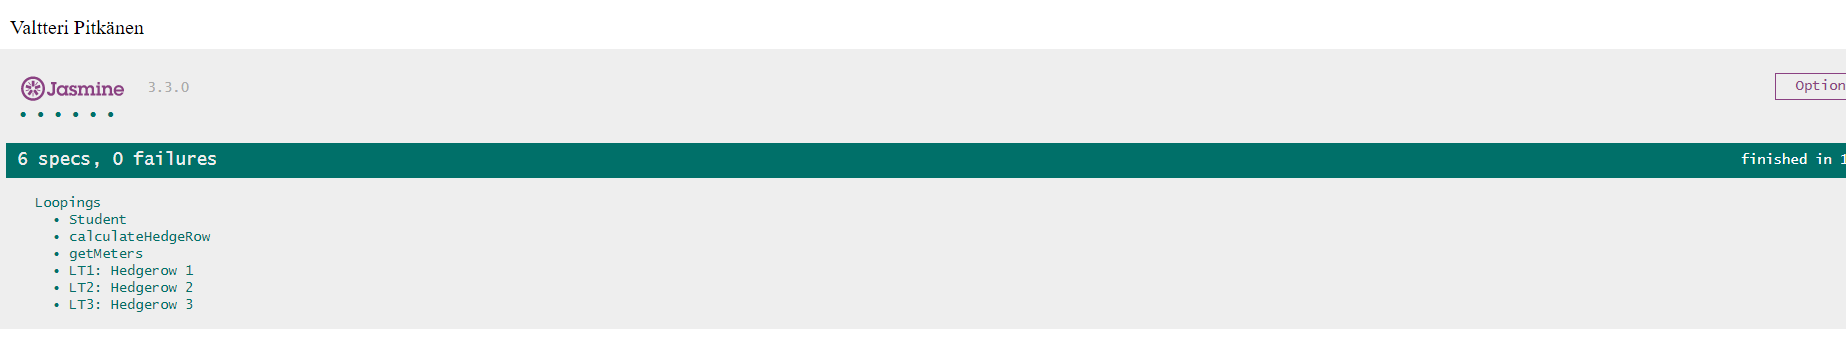 Valtteri Pitkänen
Jasmine 3.3.0
Option
6 specs, 0 failures
finished in 1
Loopings
• Student
• calculateHedgeRow
• getMeters
• LT1: Hedgerow 1
• LT2: Hedgerow 2
• LT3: Hedgerow 3